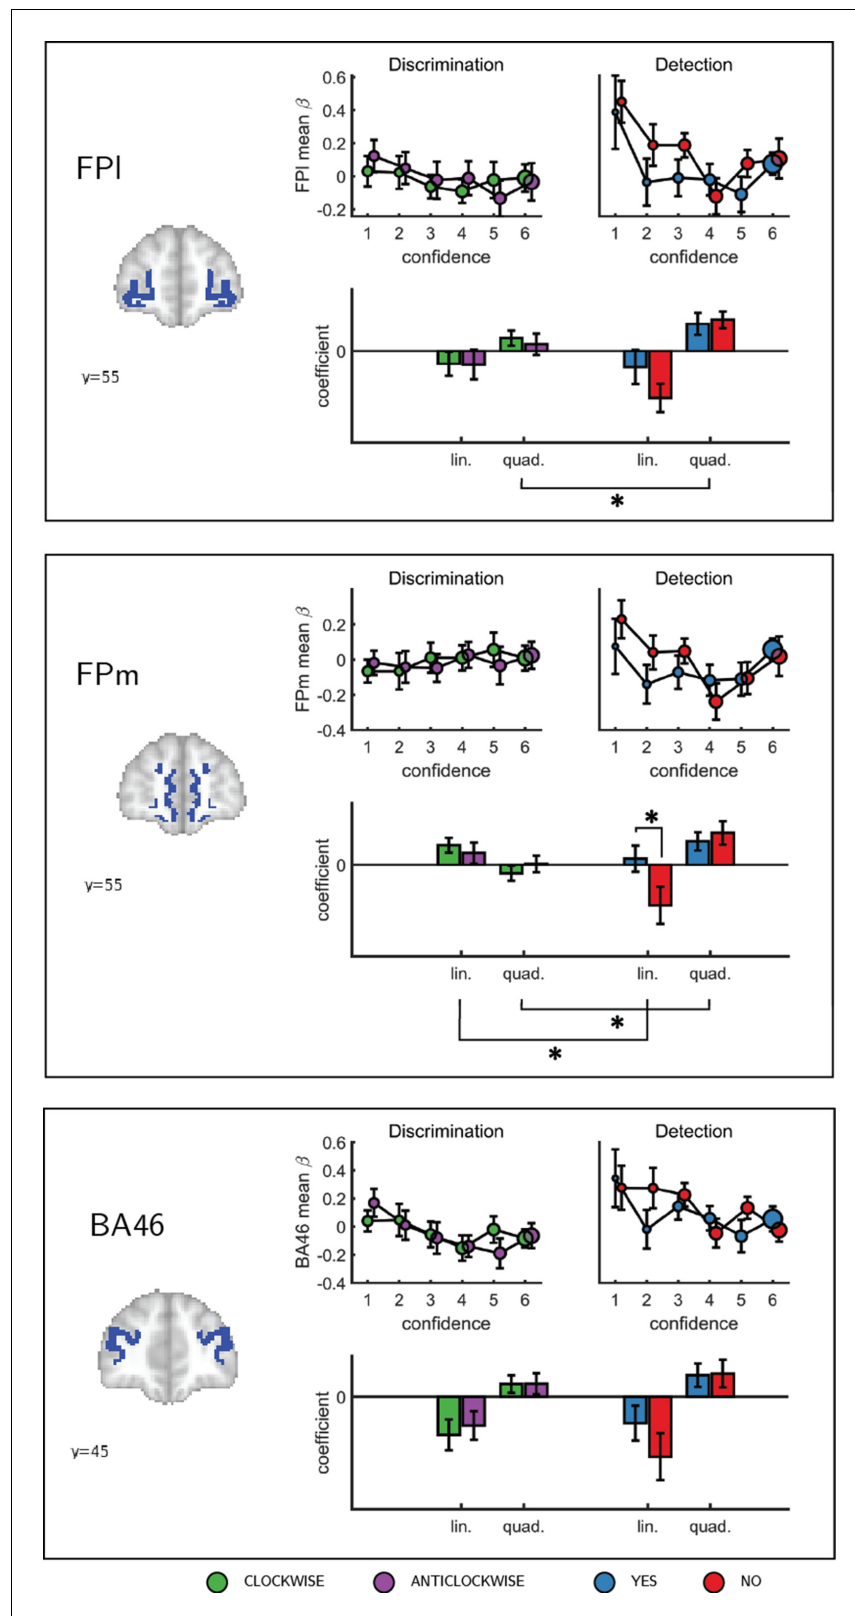 FPl
y=55
Discrimination
Detection
FPl mean β
0.6
0.4
0.2
0
-0.2
1 2 3 4 5 6
confidence
1 2 3 4 5 6
confidence
coefficient
0
lin. quad. lin. quad.
*
FPm
y=55
Discrimination
Detection
FPm mean β
0.2
0
-0.2
-0.4
1 2 3 4 5 6
confidence
1 2 3 4 5 6
confidence
coefficient
0
*
lin. quad. lin. quad.
*
*
BA46
y=45
Discrimination
Detection
BA46 mean β
0.6
0.4
0.2
0
-0.2
-0.4
1 2 3 4 5 6
confidence
1 2 3 4 5 6
confidence
coefficient
0
lin. quad. lin. quad.
CLOCKWISE ANTICLOCKWISE YES NO